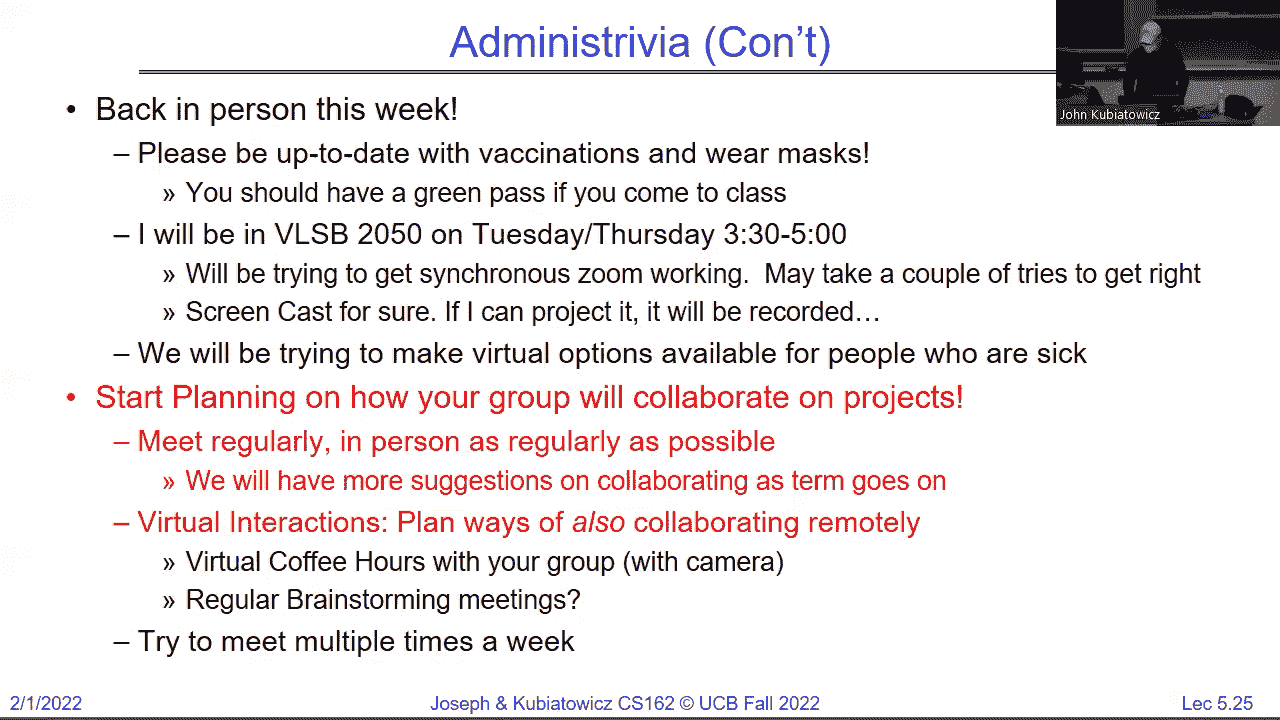 Administrivia (Con't)
John Kubiatowicz
• Back in person this week!
– Please be up-to-date with vaccinations and wear masks!
» You should have a green pass if you come to class
– I will be in VLSB 2050 on Tuesday/Thursday 3:30-5:00
» Will be trying to get synchronous zoom working. May take a couple of tries to get right
» Screen Cast for sure. If I can project it, it will be recorded…
– We will be trying to make virtual options available for people who are sick
• Start Planning on how your group will collaborate on projects!
– Meet regularly, in person as regularly as possible
» We will have more suggestions on collaborating as term goes on
– Virtual Interactions: Plan ways of also collaborating remotely
» Virtual Coffee Hours with your group (with camera)
» Regular Brainstorming meetings?
– Try to meet multiple times a week
2/1/2022 Joseph & Kubiatowicz CS162 © UCB Fall 2022 Lec 5.25